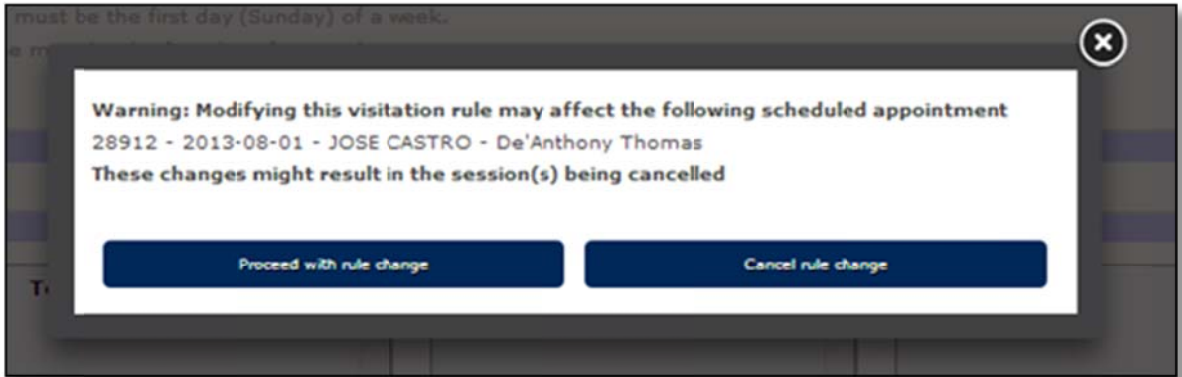 must be the first day (Sunday) of a week.
Warning: Modifying this visitation rule may affect the following scheduled appointment
28912 - 2013-08-01 - JOSE CASTRO - De'Anthony Thomas
These changes might result in the session(s) being cancelled
Proceed with rule change
Cancel rule change